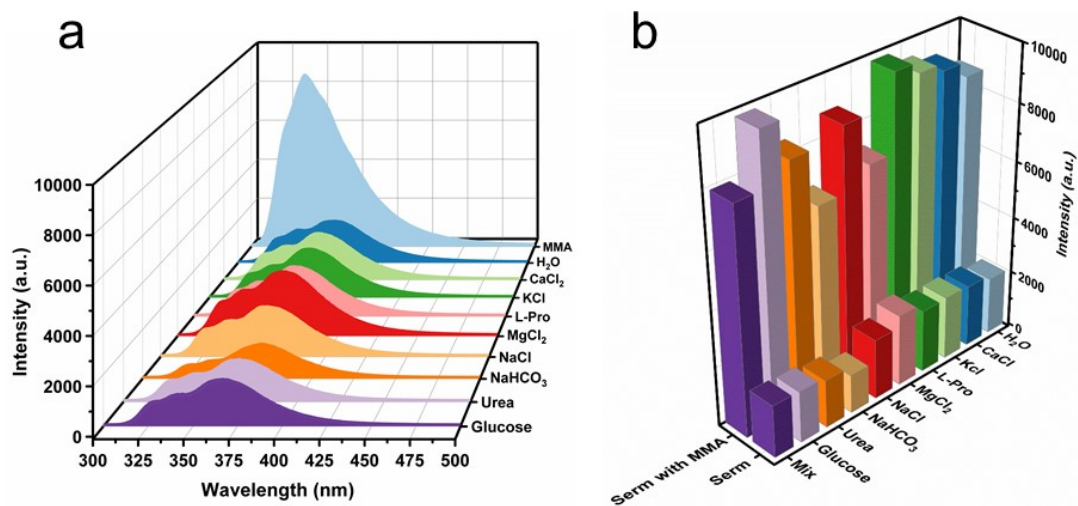 a
10000
8000
6000
4000
2000
0
Intensity (a.u.)
300 325 350 375 400 425 450 475 500
Wavelength (nm)
MMA
H₂O
CaCl₂
KCl
L-Pro
MgCl₂
NaCl
NaHCO₃
Urea
Glucose
b
10000
8000
6000
4000
2000
0
Intensity (a.u.)
H₂O
CaCl
Kcl
L-Pro
MgCl₂
NaCl
NaHCO₃
Urea
Glucose
Mix
Serm with MMA
Serm